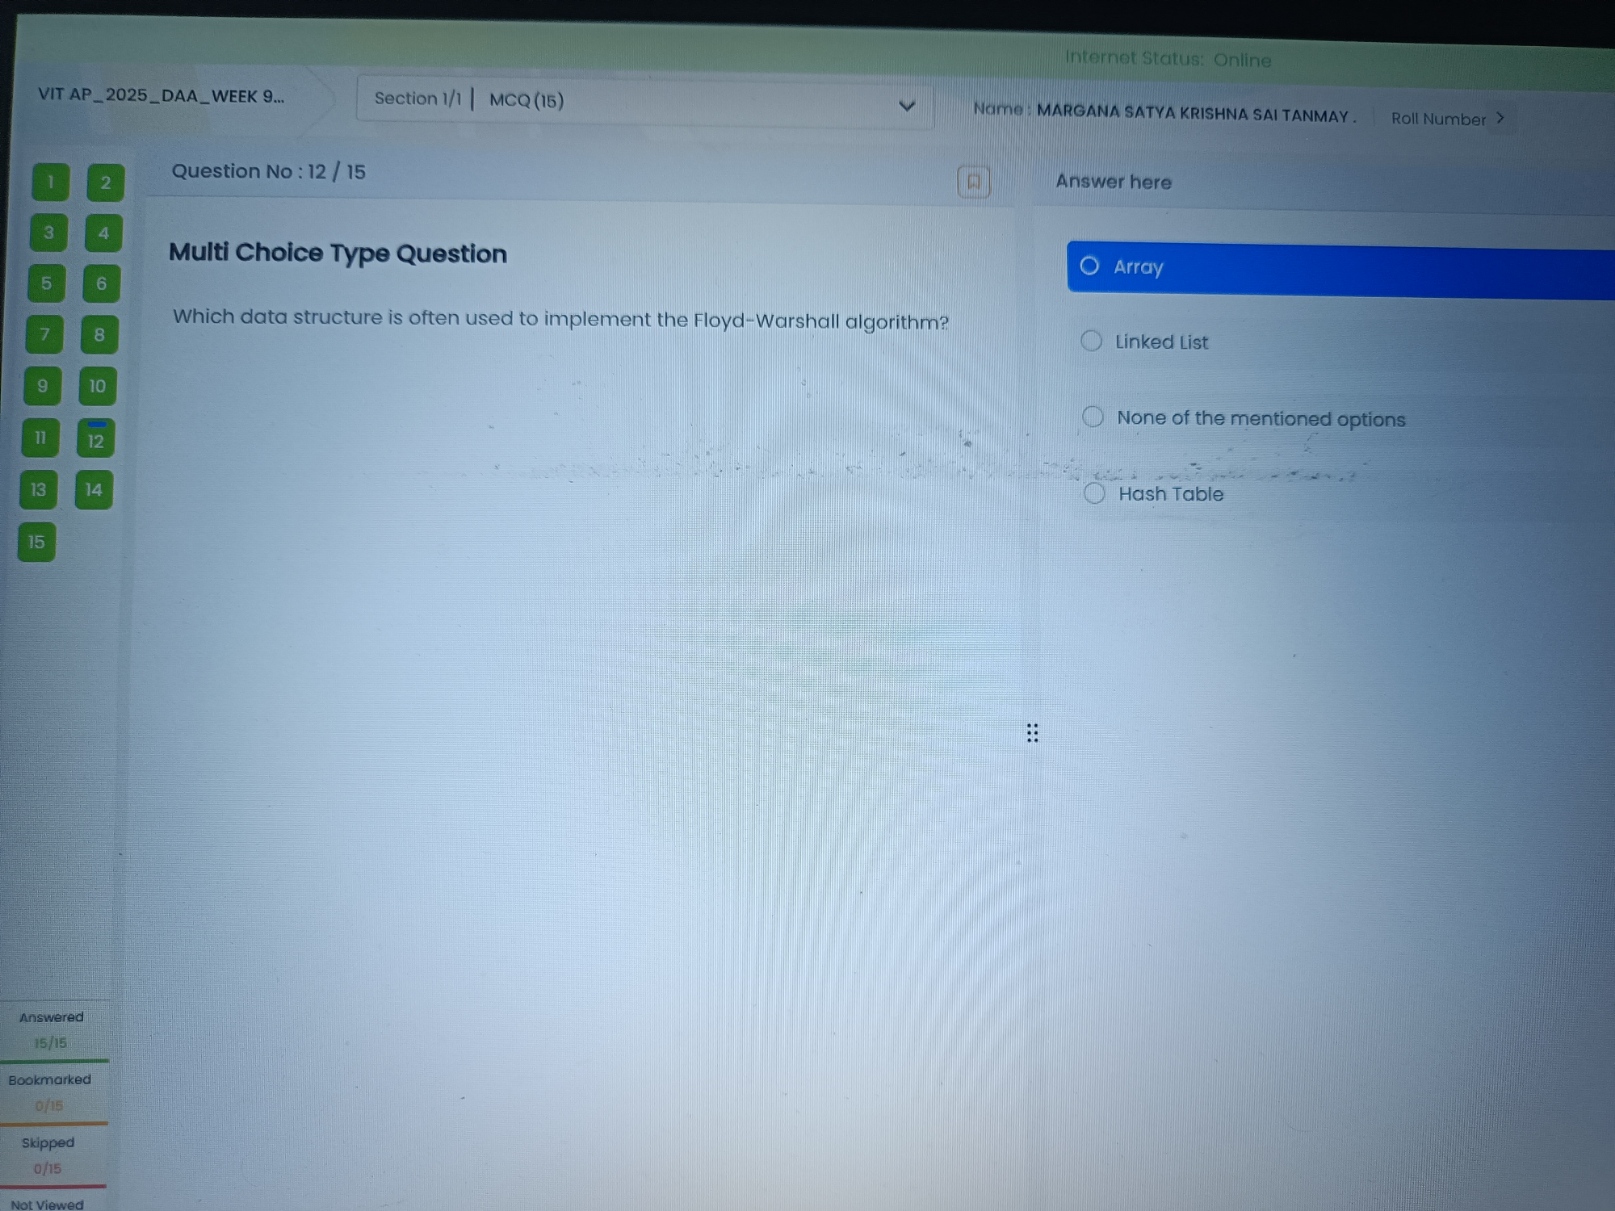 Internet Status: Online
VIT AP_2025_DAA_WEEK 9...
Section 1/1 | MCQ (15)
Name : MARGANA SATYA KRISHNA SAI TANMAY .
Roll Number >
1 2
3 4
5 6
7 8
9 10
11 12
13 14
15
Question No : 12 / 15
Multi Choice Type Question
Which data structure is often used to implement the Floyd-Warshall algorithm?
Answer here
Array
Linked List
None of the mentioned options
Hash Table
Answered
15/15
Bookmarked
0/15
Skipped
0/15
Not Viewed